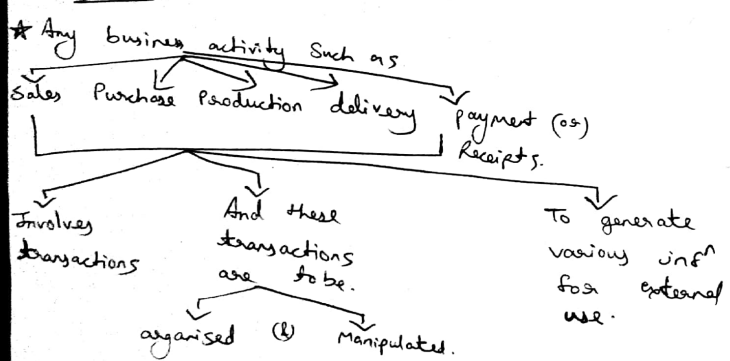 * Any business activity Such as
Sales Purchase Production delivery payment (or)
Receipts.
Involves
transactions
And these
transactions
are to be.
To generate
various infn
for external
use.
organised (&) Manipulated.